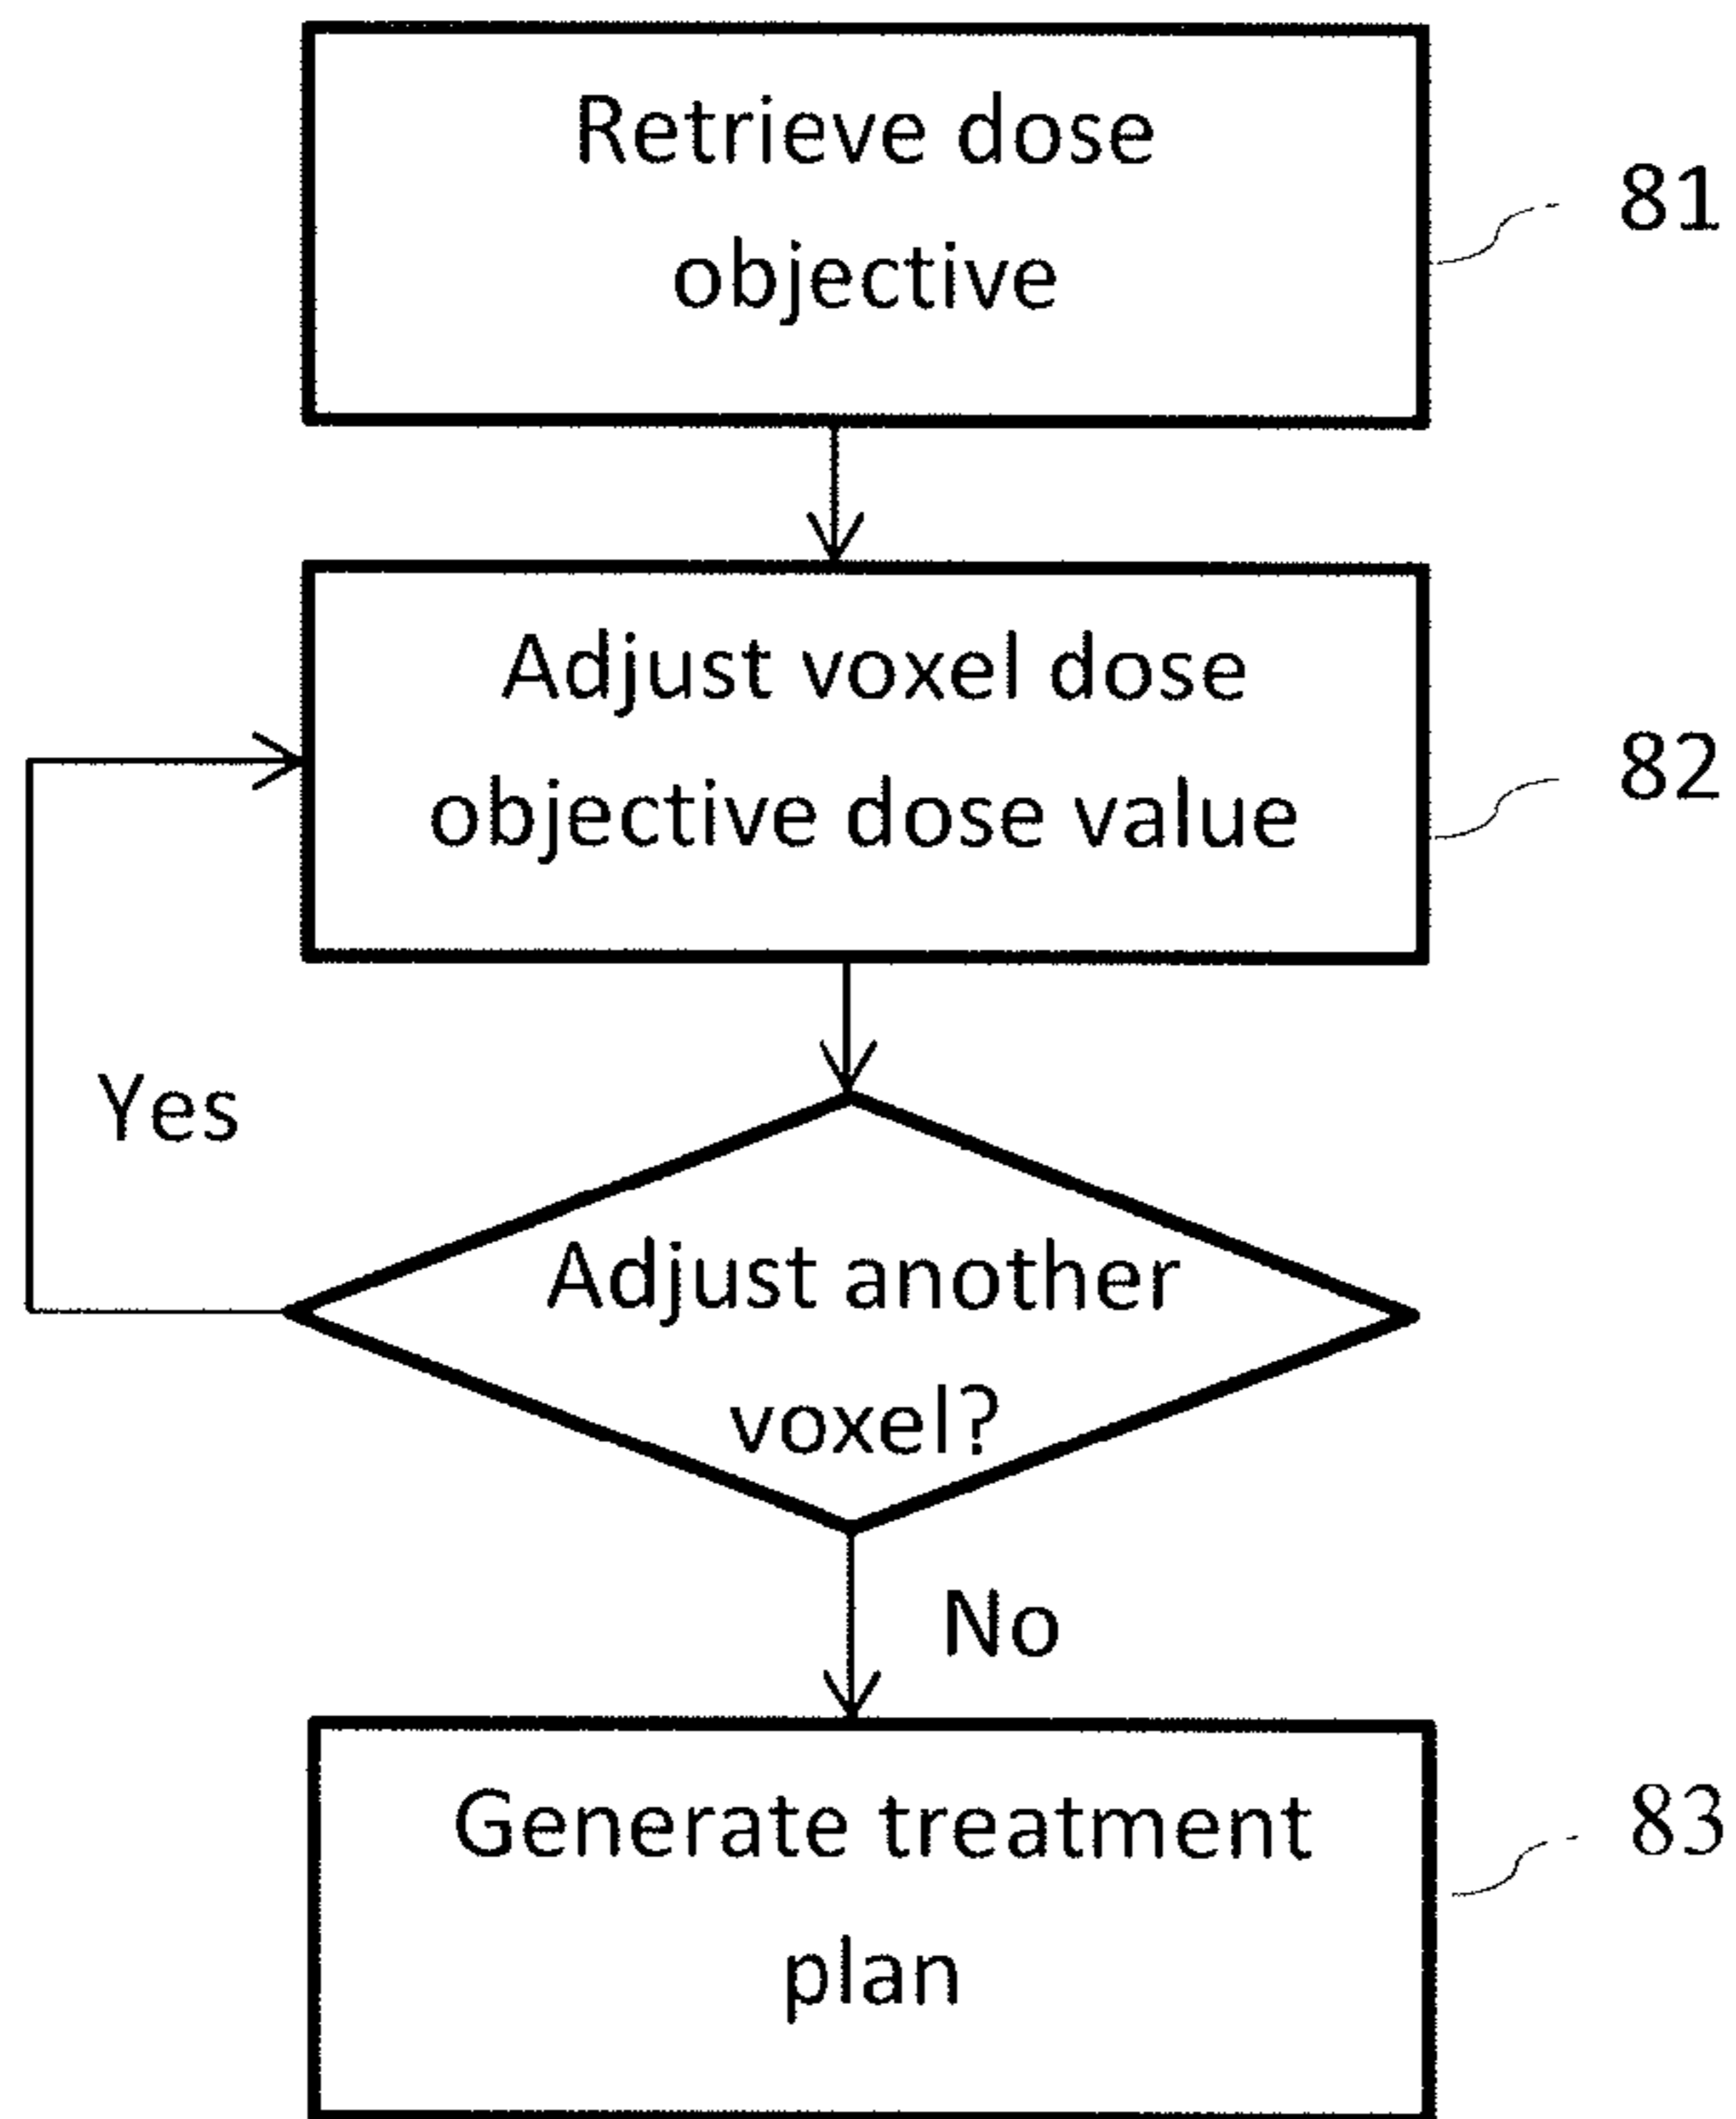 Retrieve dose
objective
81
Adjust voxel dose
objective dose value
82
Yes
Adjust another
voxel?
No
Generate treatment
plan
83